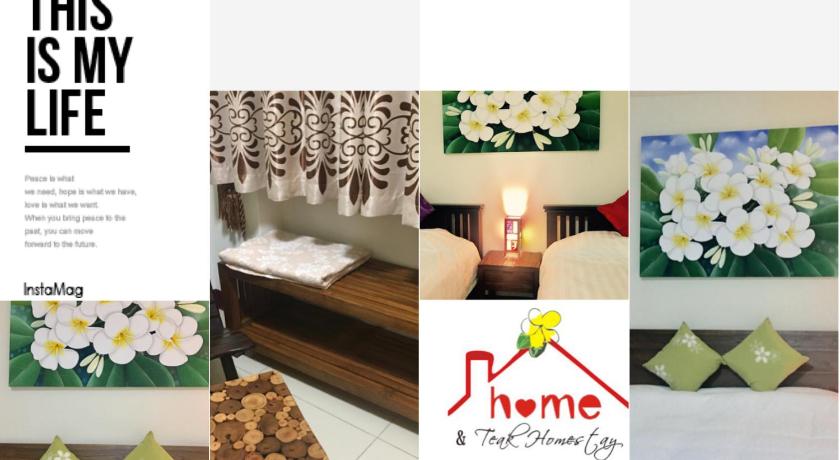 THIS
IS MY
LIFE
Peace is what
we need, hope is what we have,
love is what we want.
When you bring peace to the
past, you can move
forward to the future.
InstaMag
home
& Teak Homestay